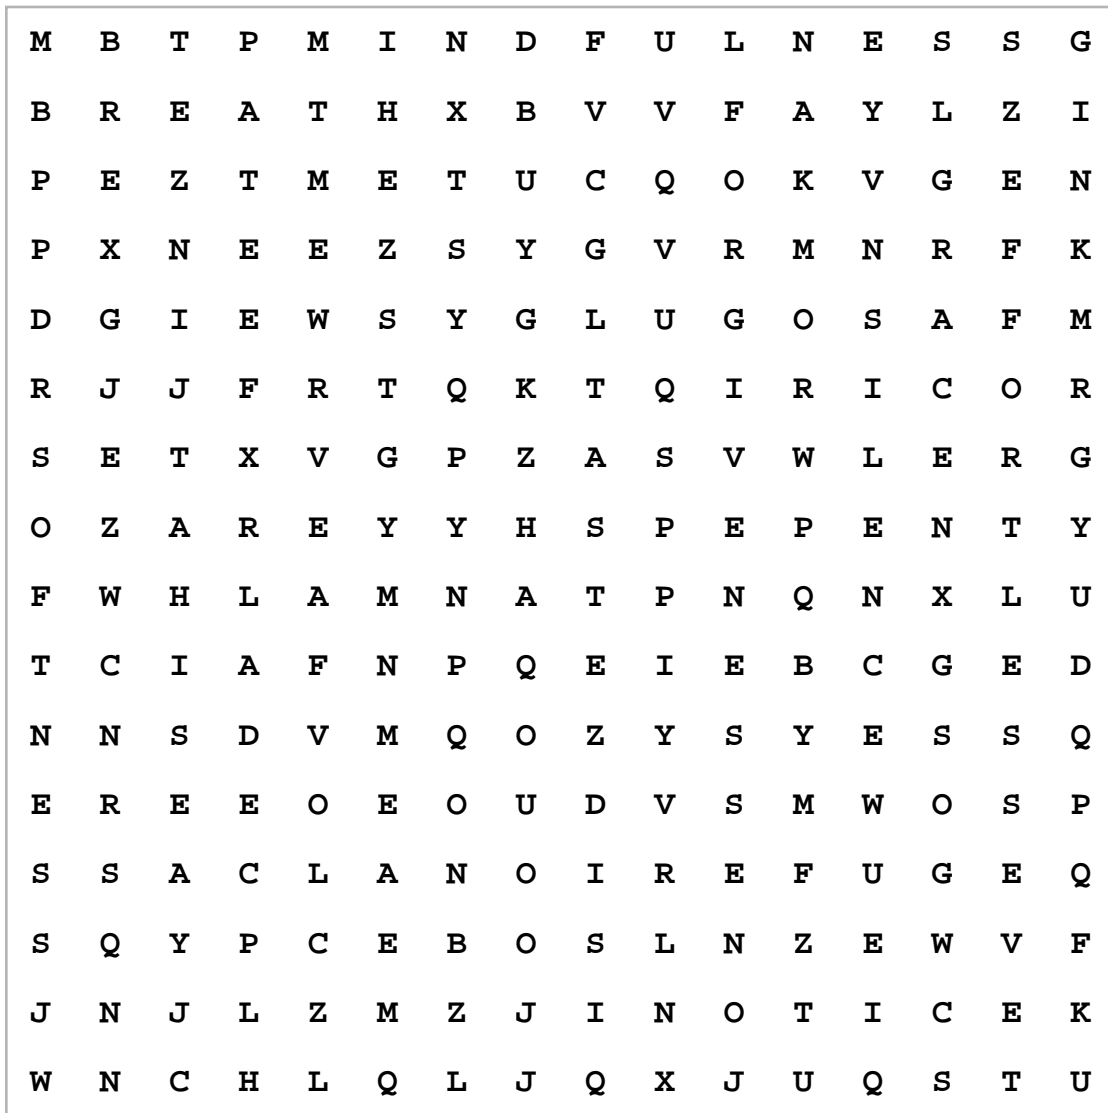 M B T P M I N D F U L N E S S G
B R E A T H X B V V F A Y L Z I
P E Z T M E T U C Q O K V G E N
P X N E E Z S Y G V R M N R F K
D G I E W S Y G L U G O S A F M
R J J F R T Q K T Q I R I C O R
S E T X V G P Z A S V W L E R G
O Z A R E Y Y H S P E P E N T Y
F W H L A M N A T P N Q N X L U
T C I A F N P Q E I E B C G E D
N N S D V M Q O Z Y S Y E S S Q
E R E E O E O U D V S M W O S P
S S A C L A N O I R E F U G E Q
S Q Y P C E B O S L N Z E W V F
J N J L Z M Z J I N O T I C E K
W N C H L Q L J Q X J U Q S T U